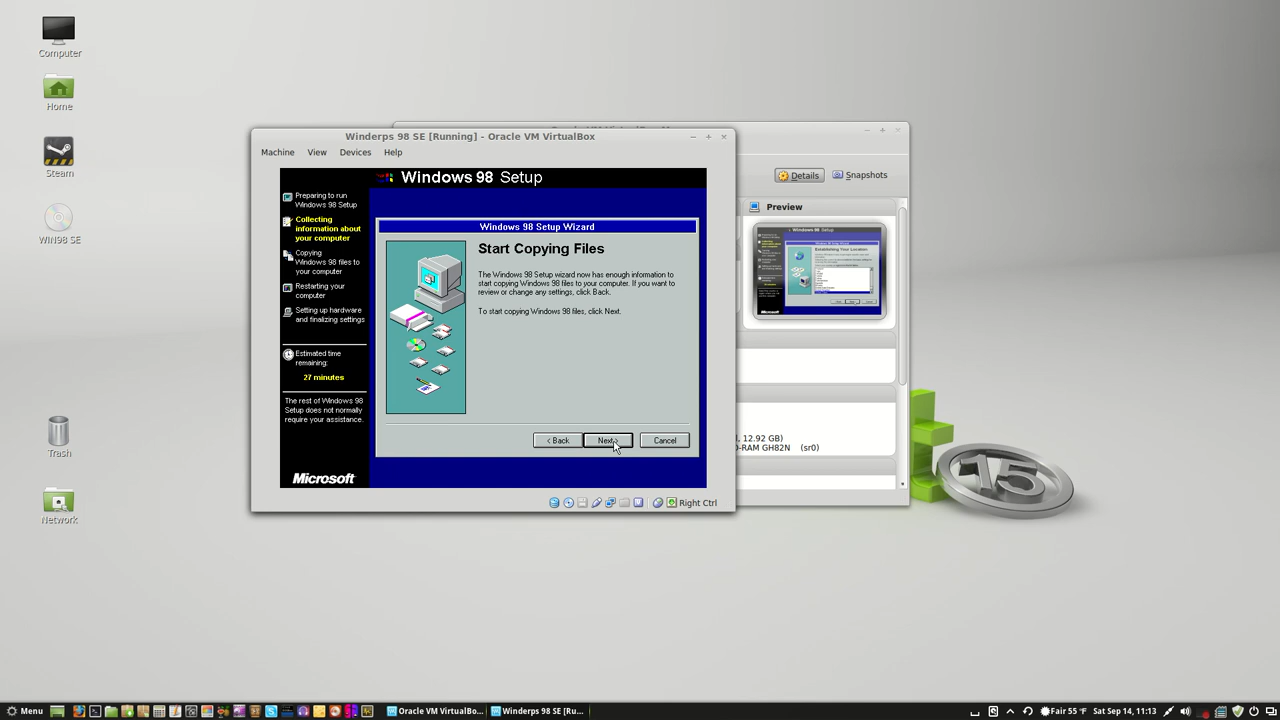 Computer
Home
Steam
WIN98 SE
Trash
Network
Winderps 98 SE [Running] - Oracle VM VirtualBox
Machine View Devices Help
Windows 98 Setup
Preparing to run
Windows 98 Setup
Collecting
information about
your computer
Copying
Windows 98 files to
your computer
Restarting your
computer
Setting up hardware
and finalizing settings
Estimated time
remaining:
27 minutes
The rest of Windows 98
Setup does not normally
require your assistance.
Microsoft
Windows 98 Setup Wizard
Start Copying Files
The Windows 98 Setup wizard now has enough information to
start copying Windows 98 files to your computer. If you want to
review or change any settings, click Back.
To start copying Windows 98 files, click Next.
< Back Next > Cancel
Right Ctrl
Details Snapshots
Preview
Windows 98 Setup
Establishing Your Location
Microsoft
l, 12.92 GB)
D-RAM GH82N (sr0)
15
Menu
Oracle VM VirtualBo...
Winderps 98 SE [Ru...
Fair 55 °F Sat Sep 14, 11:13